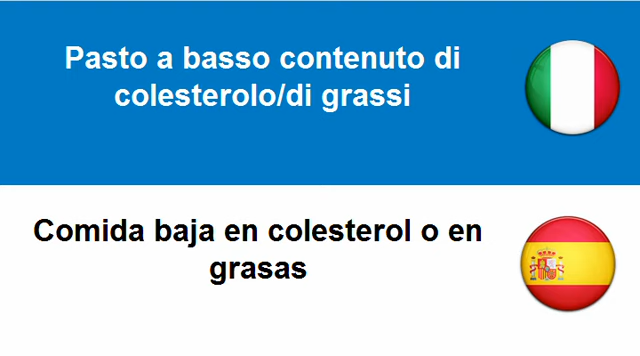 Pasto a basso contenuto di
colesterolo/di grassi
Comida baja en colesterol o en
grasas